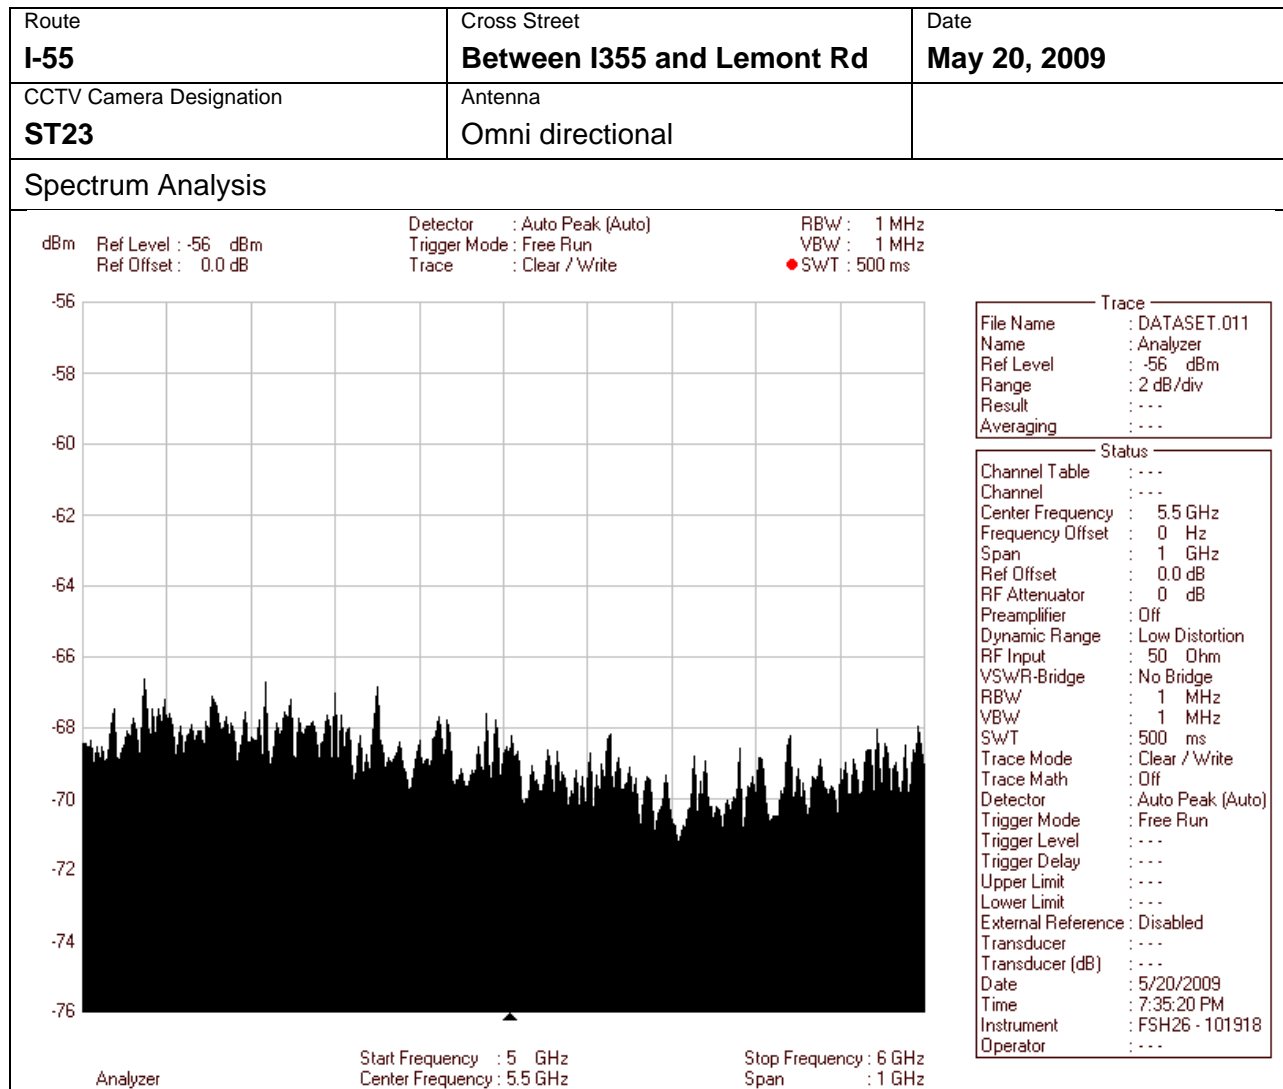 Route
I-55
Cross Street
Between I355 and Lemont Rd
Date
May 20, 2009
CCTV Camera Designation
ST23
Antenna
Omni directional
Spectrum Analysis
dBm
Ref Level : -56 dBm
Ref Offset : 0.0 dB
Detector : Auto Peak (Auto)
Trigger Mode : Free Run
Trace : Clear / Write
RBW : 1 MHz
VBW : 1 MHz
SWT : 500 ms
-56
-58
-60
-62
-64
-66
-68
-70
-72
-74
-76
Analyzer
Start Frequency : 5 GHz
Center Frequency : 5.5 GHz
Stop Frequency : 6 GHz
Span : 1 GHz
Trace
File Name : DATASET.011
Name : Analyzer
Ref Level : -56 dBm
Range : 2 dB/div
Result : - - -
Averaging : - - -
Status
Channel Table : - - -
Channel : - - -
Center Frequency : 5.5 GHz
Frequency Offset : 0 Hz
Span : 1 GHz
Ref Offset : 0.0 dB
RF Attenuator : 0 dB
Preamplifier : Off
Dynamic Range : Low Distortion
RF Input : 50 Ohm
VSWR-Bridge : No Bridge
RBW : 1 MHz
VBW : 1 MHz
SWT : 500 ms
Trace Mode : Clear / Write
Trace Math : Off
Detector : Auto Peak (Auto)
Trigger Mode : Free Run
Trigger Level : - - -
Trigger Delay : - - -
Upper Limit : - - -
Lower Limit : - - -
External Reference : Disabled
Transducer : - - -
Transducer (dB) : - - -
Date : 5/20/2009
Time : 7:35:20 PM
Instrument : FSH26 - 101918
Operator : - - -